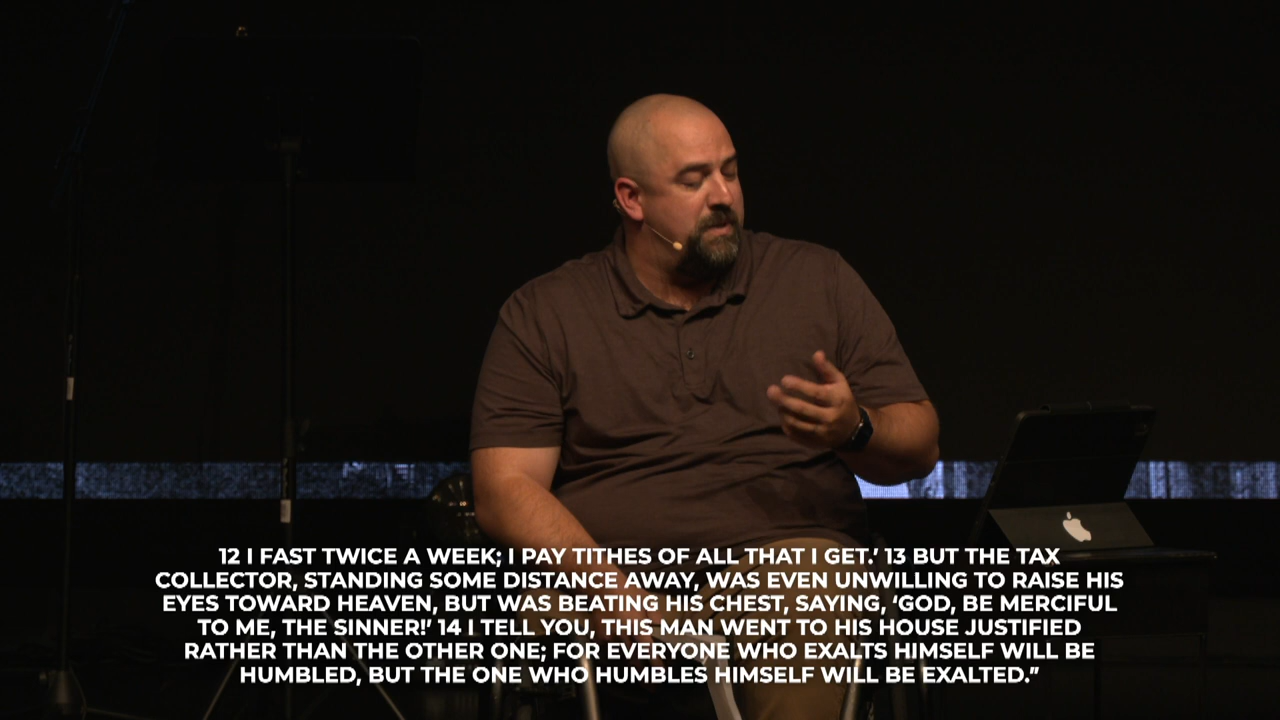 12 I FAST TWICE A WEEK; I PAY TITHES OF ALL THAT I GET.’ 13 BUT THE TAX
COLLECTOR, STANDING SOME DISTANCE AWAY, WAS EVEN UNWILLING TO RAISE HIS
EYES TOWARD HEAVEN, BUT WAS BEATING HIS CHEST, SAYING, ‘GOD, BE MERCIFUL
TO ME, THE SINNER!’ 14 I TELL YOU, THIS MAN WENT TO HIS HOUSE JUSTIFIED
RATHER THAN THE OTHER ONE; FOR EVERYONE WHO EXALTS HIMSELF WILL BE
HUMBLED, BUT THE ONE WHO HUMBLES HIMSELF WILL BE EXALTED.”